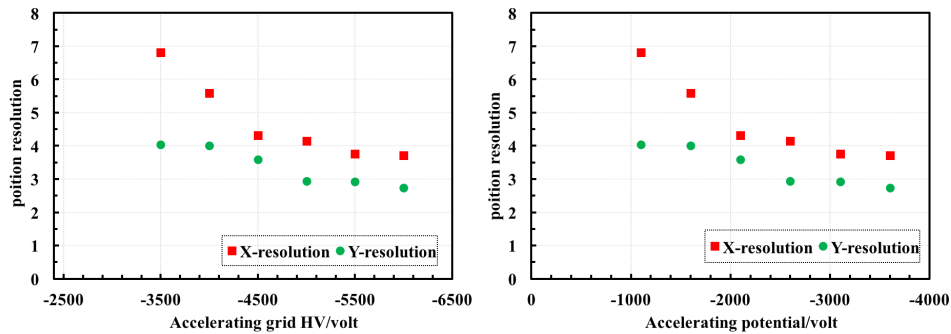 poition resolution
8
7
6
5
4
3
2
1
0
X-resolution Y-resolution
-2500 -3500 -4500 -5500 -6500
Accelerating grid HV/volt
poition resolution
8
7
6
5
4
3
2
1
0
X-resolution Y-resolution
0 -1000 -2000 -3000 -4000
Accelerating potential/volt